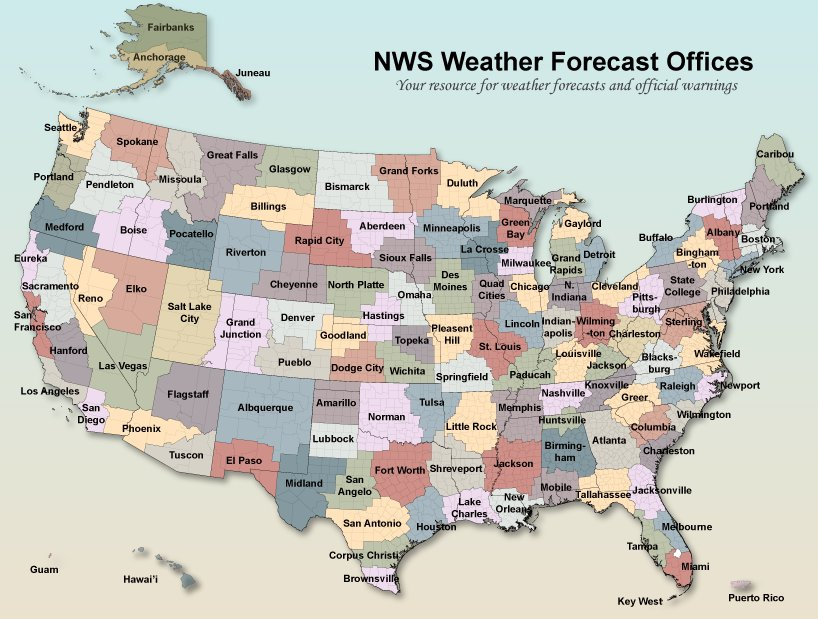 Fairbanks
Anchorage
Juneau
NWS Weather Forecast Offices
Your resource for weather forecasts and official warnings
Seattle
Spokane
Great Falls
Glasgow
Portland
Pendleton
Missoula
Bismarck
Grand Forks
Duluth
Marquette
Caribou
Burlington
Portland
Medford
Boise
Pocatello
Billings
Riverton
Rapid City
Aberdeen
Minneapolis
Green
Bay
Gaylord
Buffalo
Albany
Boston
Eureka
Sacramento
Reno
Elko
Salt Lake
City
Cheyenne
North Platte
Sioux Falls
La Crosse
Milwaukee
Grand
Rapids
Detroit
Bingham
-ton
New York
San
Francisco
Hanford
Las Vegas
Grand
Junction
Denver
Goodland
Hastings
Omaha
Des
Moines
Quad
Cities
Chicago
N.
Indiana
Cleveland
Pitts-
burgh
State
College
Philadelphia
Los Angeles
San
Diego
Phoenix
Flagstaff
Tuscon
Pueblo
Dodge City
Topeka
Wichita
Pleasent
Hill
St. Louis
Lincoln
Indian-
apolis
Wilming
-ton
Charleston
Sterling
Wakefield
Albuquerque
El Paso
Amarillo
Lubbock
Midland
Norman
Tulsa
Springfield
Paducah
Louisville
Jackson
Blacks-
burg
Knoxville
Raleigh
Newport
Little Rock
Memphis
Nashville
Huntsville
Greer
Columbia
Wilmington
Charleston
San
Angelo
Fort Worth
Shreveport
Jackson
Birming-
ham
Atlanta
San Antonio
Houston
Lake
Charles
New
Orleans
Mobile
Tallahassee
Jacksonville
Corpus Christi
Brownsville
Tampa
Melbourne
Miami
Key West
Guam
Hawai'i
Puerto Rico